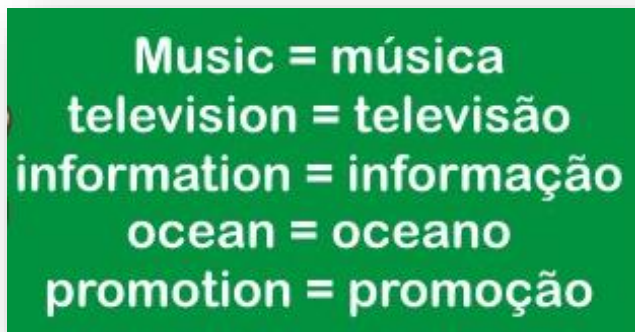 Music = música
television = televisão
information = informação
ocean = oceano
promotion = promoção